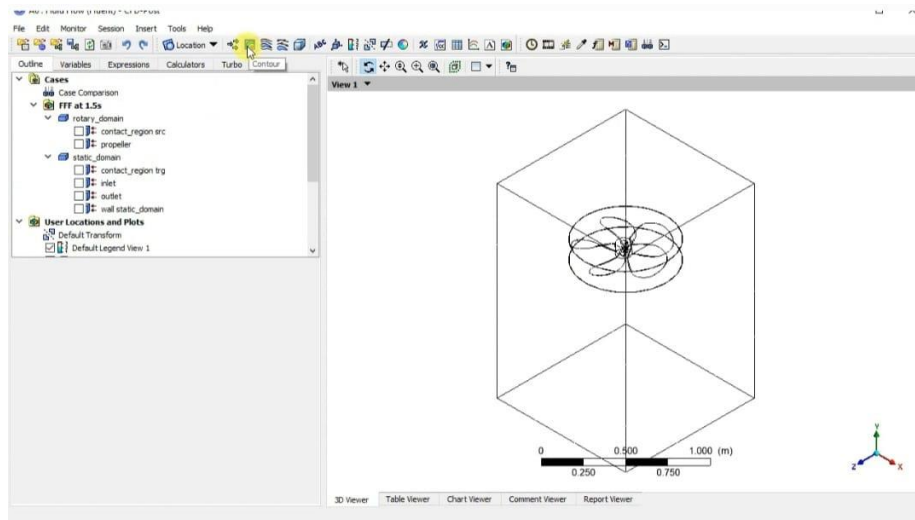 File Edit Monitor Session Insert Tools Help
Location
Outline Variables Expressions Calculators Turbo Contour
Cases
Case Comparison
FFF at 1.5s
rotary_domain
contact_region src
propeller
static_domain
contact_region trg
inlet
outlet
wall static_domain
User Locations and Plots
Default Transform
Default Legend View 1
View 1
0 0.500 1.000 (m)
0.250 0.750
Y
Z X
3D Viewer Table Viewer Chart Viewer Comment Viewer Report Viewer